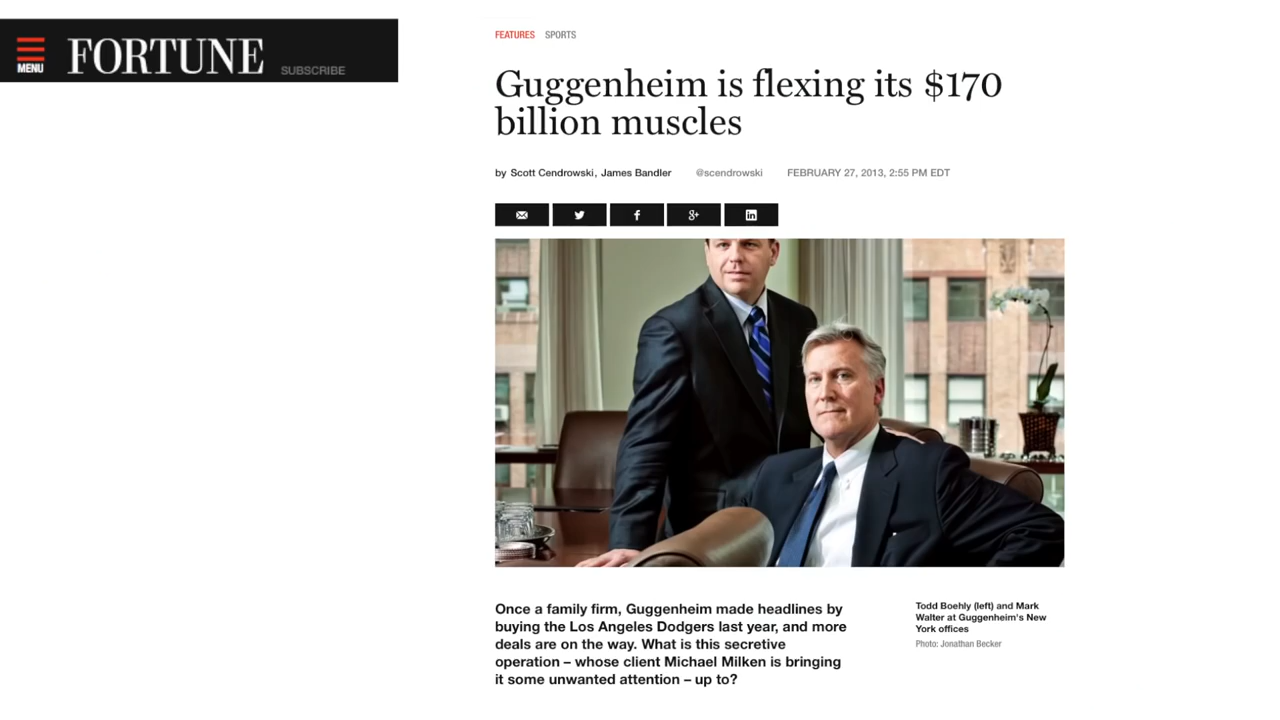 MENU
FORTUNE
SUBSCRIBE
FEATURES SPORTS
Guggenheim is flexing its $170
billion muscles
by Scott Cendrowski, James Bandler @scendrowski FEBRUARY 27, 2013, 2:55 PM EDT
f
g+
in
Once a family firm, Guggenheim made headlines by
buying the Los Angeles Dodgers last year, and more
deals are on the way. What is this secretive
operation – whose client Michael Milken is bringing
it some unwanted attention – up to?
Todd Boehly (left) and Mark
Walter at Guggenheim's New
York offices
Photo: Jonathan Becker